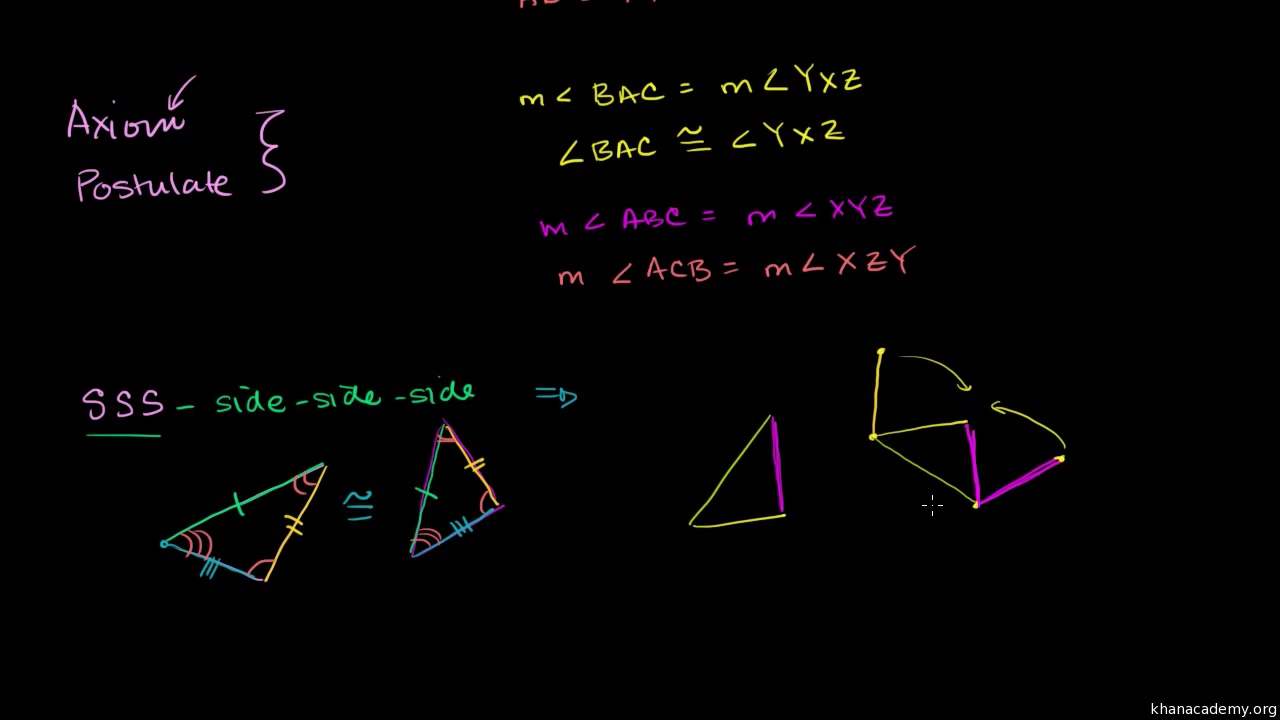 m < BAC = m∠YXZ
∠BAC ≅ ∠YXZ
Axiom
Postulate }
m ∠ ABC = m ∠ XYZ
m ∠ACB = m∠XZY
SSS - side-side-side ⇒
≅
khanacademy.org